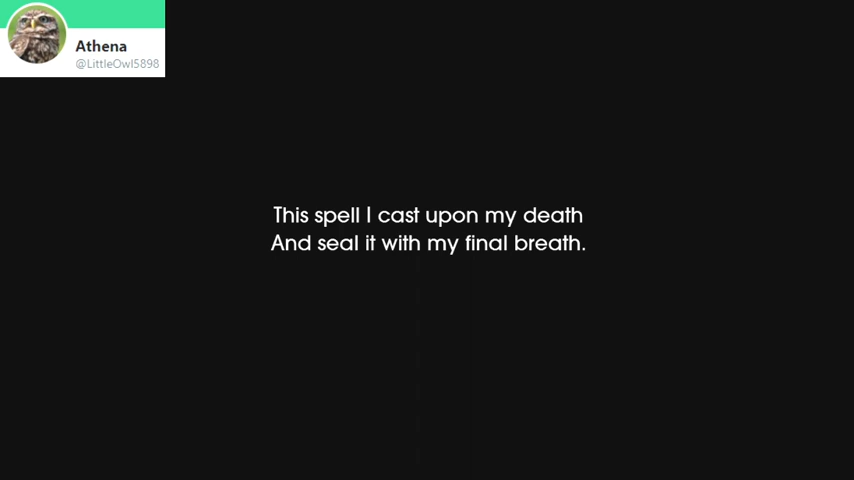 Athena
@LittleOwl5898
This spell I cast upon my death
And seal it with my final breath.